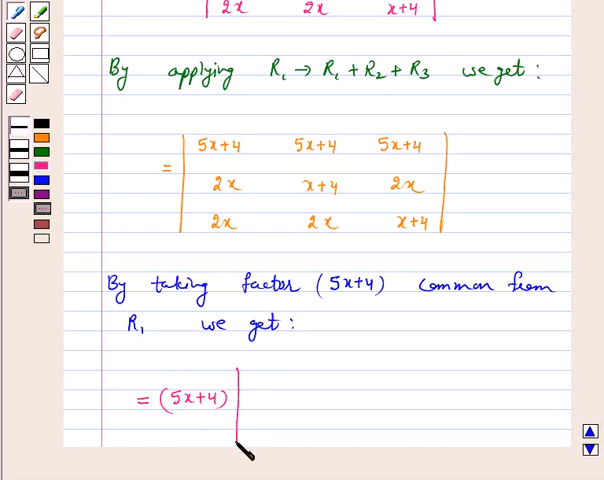 2x 2x x+4
By applying R₁ → R₁ + R₂ + R₃ we get :
= | 5x+4 5x+4 5x+4 |
| 2x x+4 2x |
| 2x 2x x+4 |
By taking factor (5x+4) common from
R₁ we get :
= (5x+4) |